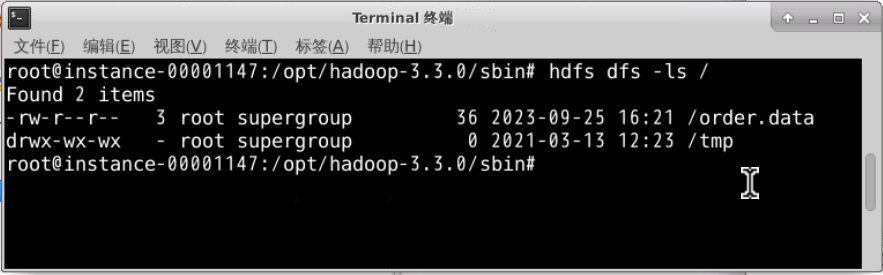 Terminal 终端
文件(F) 编辑(E) 视图(V) 终端(T) 标签(A) 帮助(H)
root@instance-00001147:/opt/hadoop-3.3.0/sbin# hdfs dfs -ls /
Found 2 items
-rw-r--r--   3 root supergroup         36 2023-09-25 16:21 /order.data
drwx-wx-wx   - root supergroup          0 2021-03-13 12:23 /tmp
root@instance-00001147:/opt/hadoop-3.3.0/sbin#